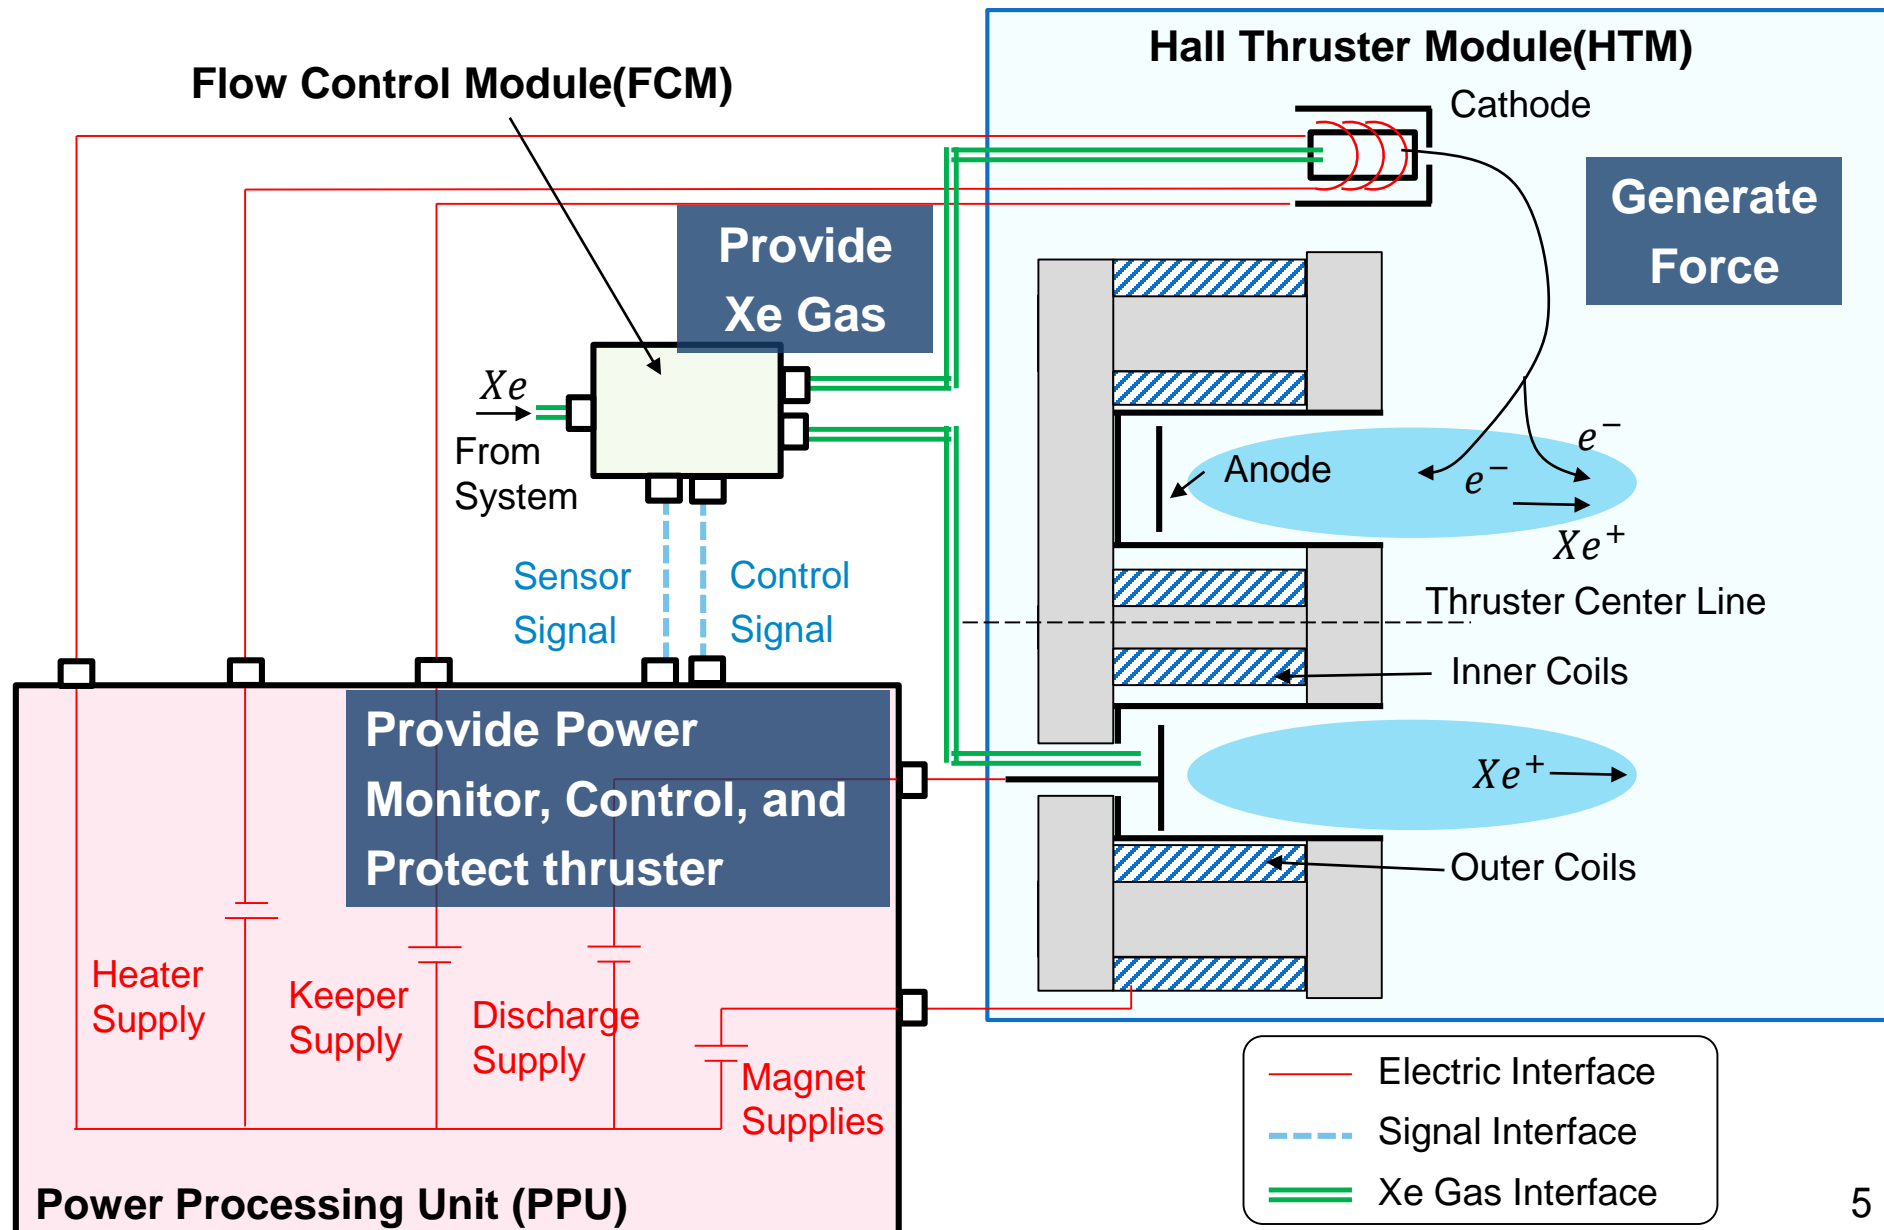 Hall Thruster Module(HTM)
Flow Control Module(FCM)
Cathode
Generate
Force
Provide
Xe Gas
Xe
From
System
Anode
e⁻
e⁻
Xe⁺
Sensor
Signal
Control
Signal
Thruster Center Line
Inner Coils
Provide Power
Monitor, Control, and
Protect thruster
Xe⁺
Outer Coils
Heater
Supply
Keeper
Supply
Discharge
Supply
Magnet
Supplies
Electric Interface
Signal Interface
Xe Gas Interface
Power Processing Unit (PPU)
5